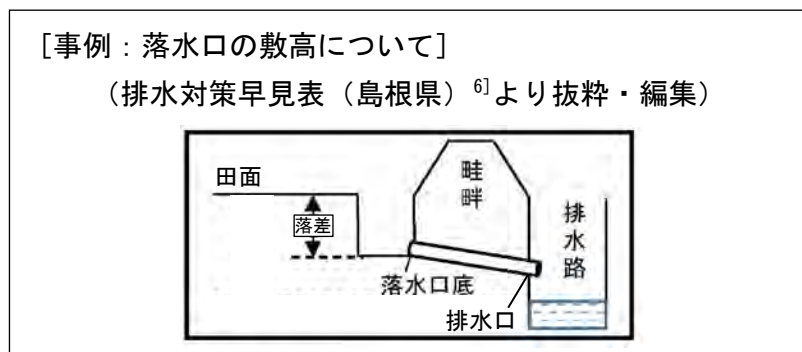 ［事例：落水口の敷高について］
（排水対策早見表（島根県）6]より抜粋・編集）
田面
落差
畦畔
排水路
落水口底
排水口